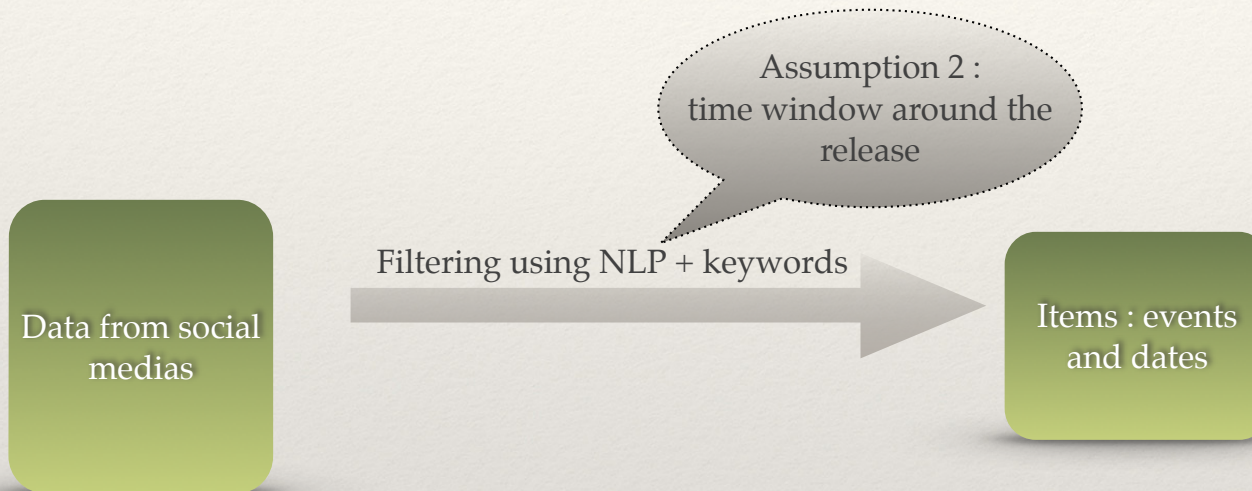 Assumption 2 :
time window around the
release
Filtering using NLP + keywords
Data from social
medias
Items : events
and dates